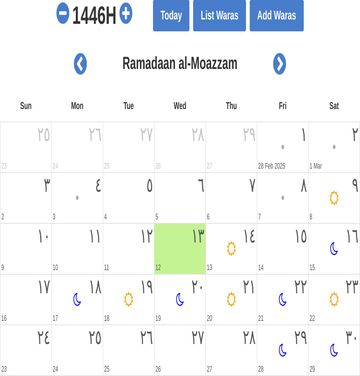 1446H Today List Waras Add Waras
Ramadaan al-Moazzam
Sun Mon Tue Wed Thu Fri Sat
٢٥ ٢٦ ٢٧ ٢٨ ٢٩ ١ ٢
23 24 25 26 27 28 Feb 2025 1 Mar
٣ ٤ ٥ ٦ ٧ ٨ ٩
2 3 4 5 6 7 8
١٠ ١١ ١٢ ١٣ ١٤ ١٥ ١٦
9 10 11 12 13 14 15
١٧ ١٨ ١٩ ٢٠ ٢١ ٢٢ ٢٣
16 17 18 19 20 21 22
٢٤ ٢٥ ٢٦ ٢٧ ٢٨ ٢٩ ٣٠
23 24 25 26 27 28 29